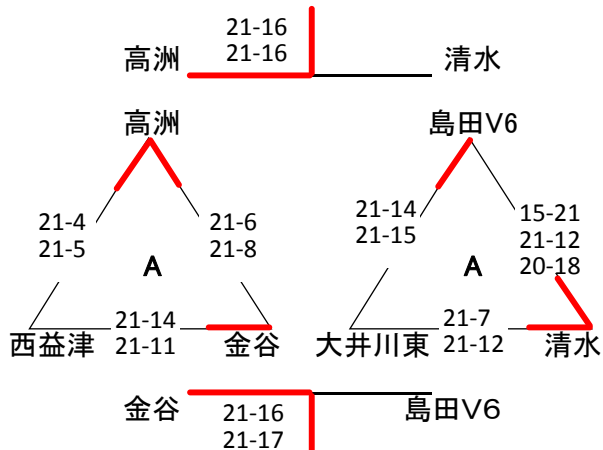 21-16
21-16
高洲
清水
高洲
島田V6
21-4
21-5
21-6
21-8
A
21-14
21-15
15-21
21-12
20-18
A
21-14
21-11
西益津
金谷
21-7
21-12
大井川東
清水
金谷
島田Ｖ６
21-16
21-17